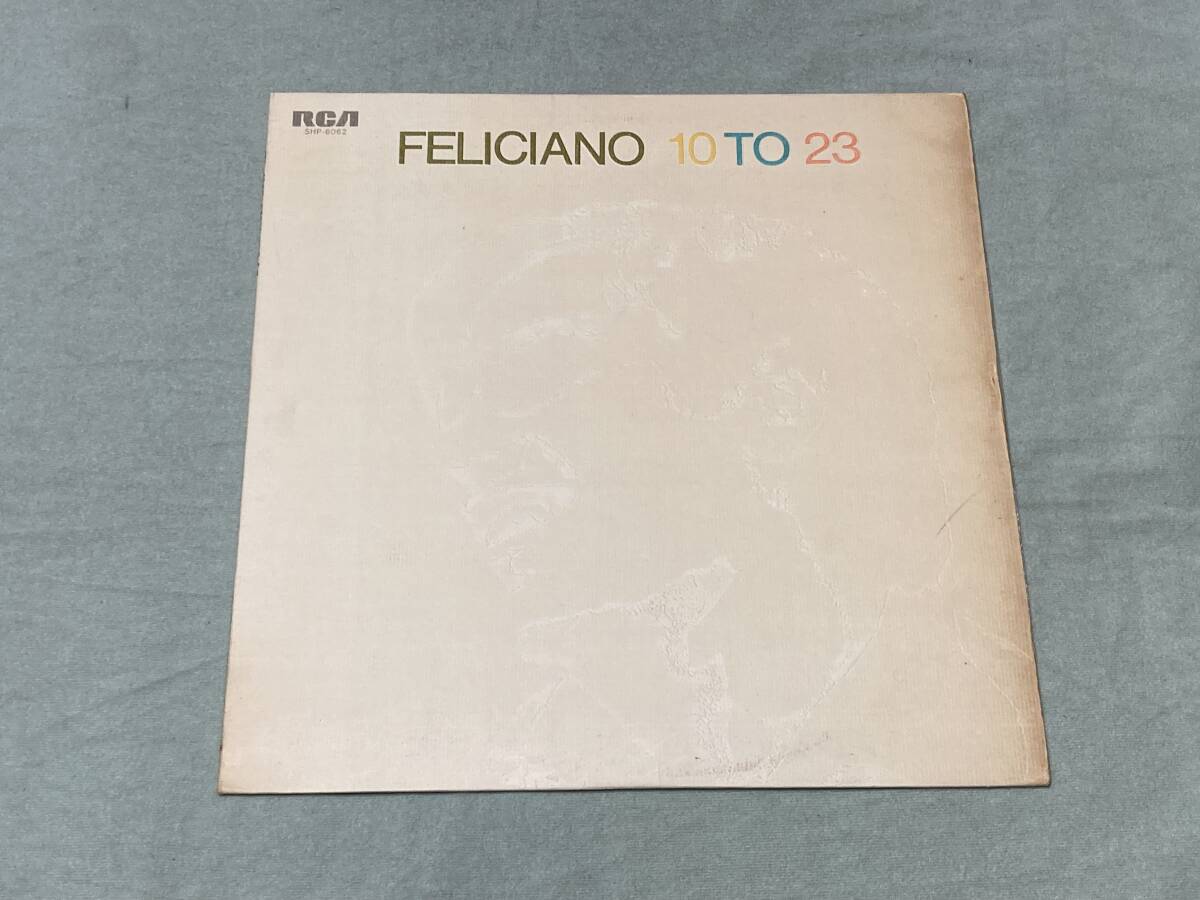 RCA
SHP-6062
FELICIANO 10 TO 23